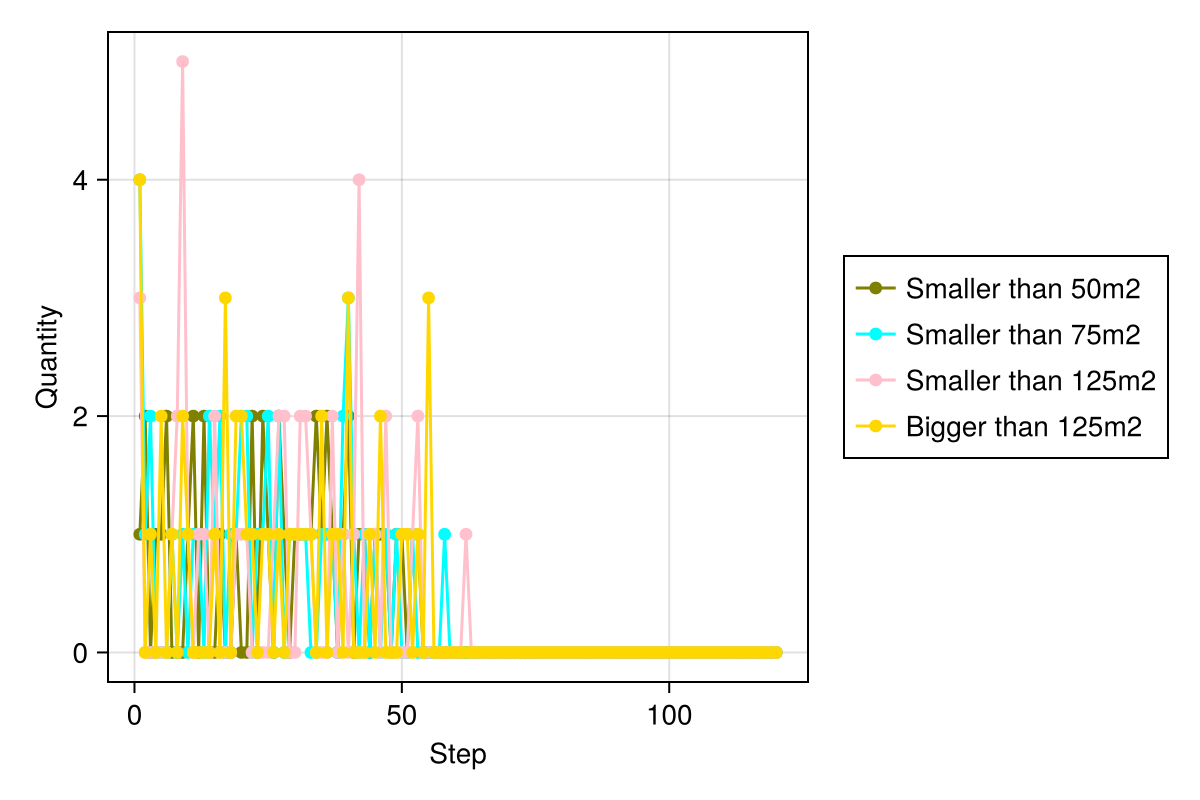 4
2
0
Quantity
0
50
100
Step
Smaller than 50m2
Smaller than 75m2
Smaller than 125m2
Bigger than 125m2